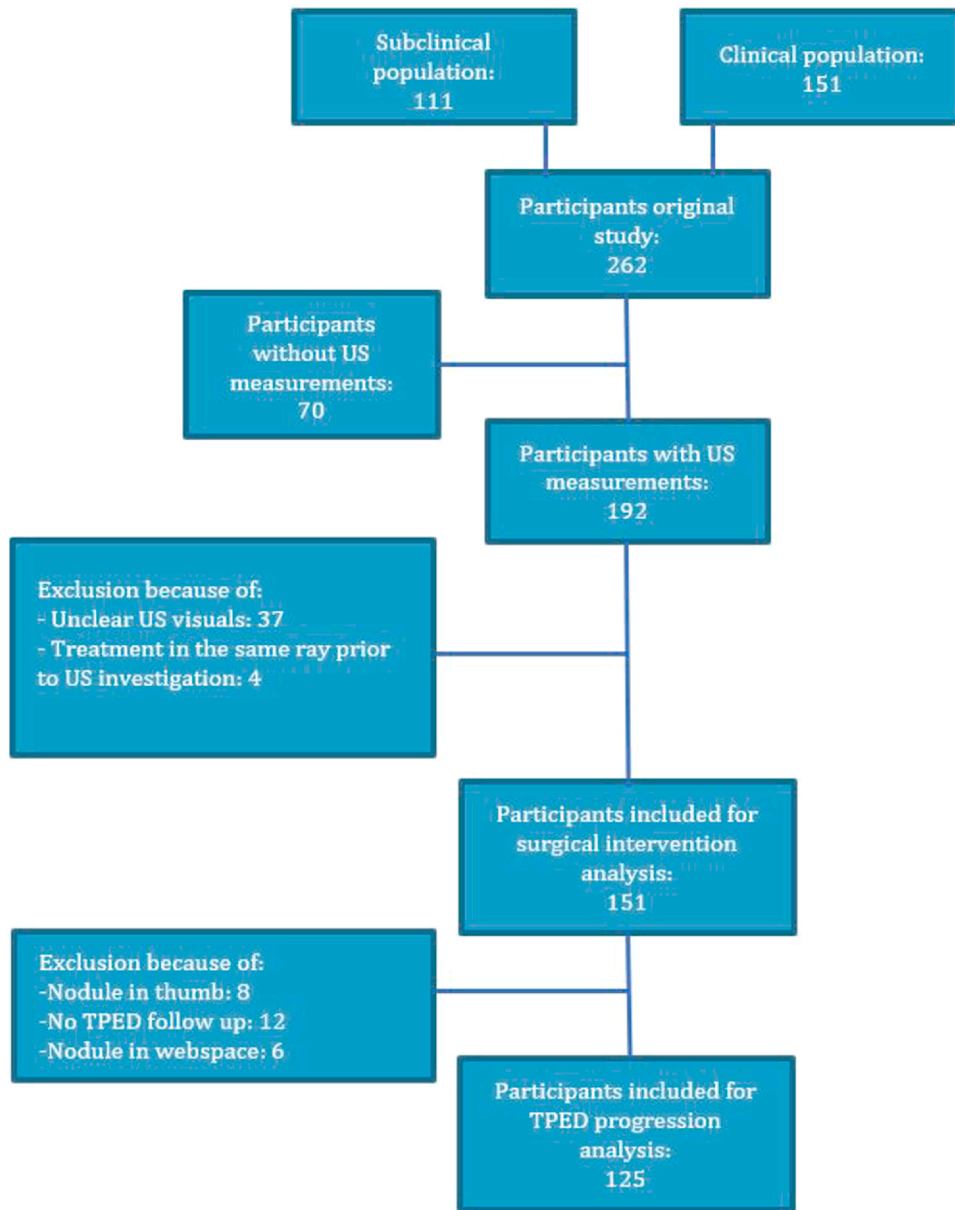 Subclinical
population:
111
Clinical population:
151
Participants original
study:
262
Participants
without US
measurements:
70
Participants with US
measurements:
192
Exclusion because of:
- Unclear US visuals: 37
- Treatment in the same ray prior
to US investigation: 4
Participants included for
surgical intervention
analysis:
151
Exclusion because of:
-Nodule in thumb: 8
-No TPED follow up: 12
-Nodule in webspace: 6
Participants included for
TPED progression
analysis:
125